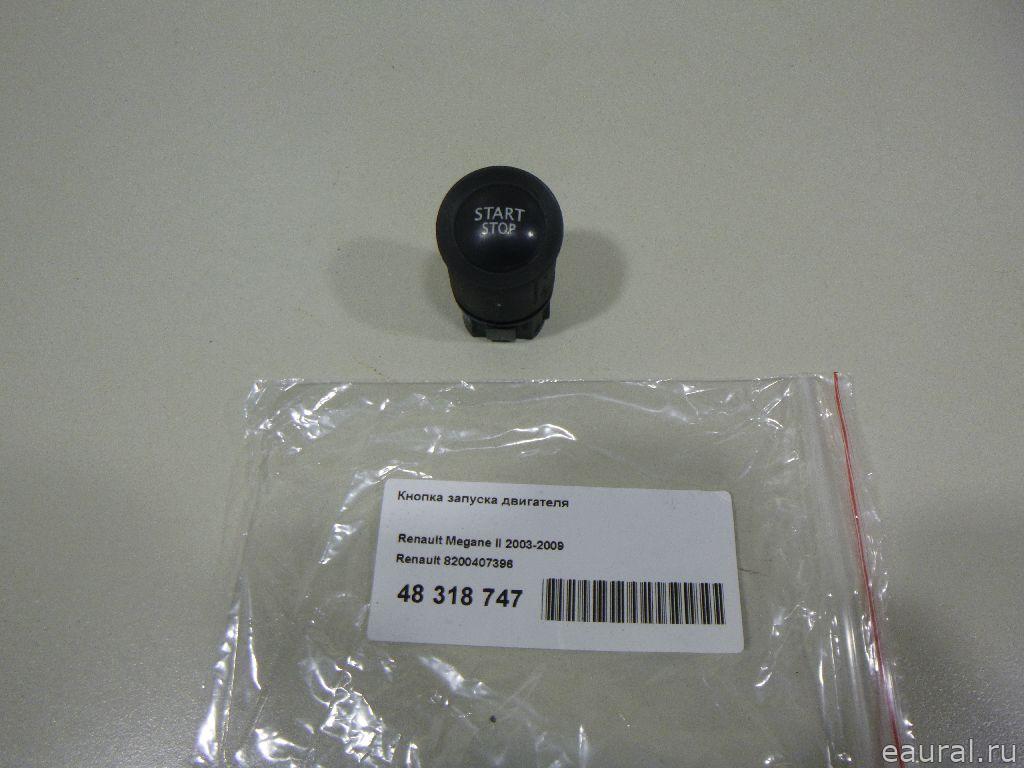 START
STOP
Кнопка запуска двигателя
Renault Megane II 2003-2009
Renault 8200407396
48 318 747
eaural.ru